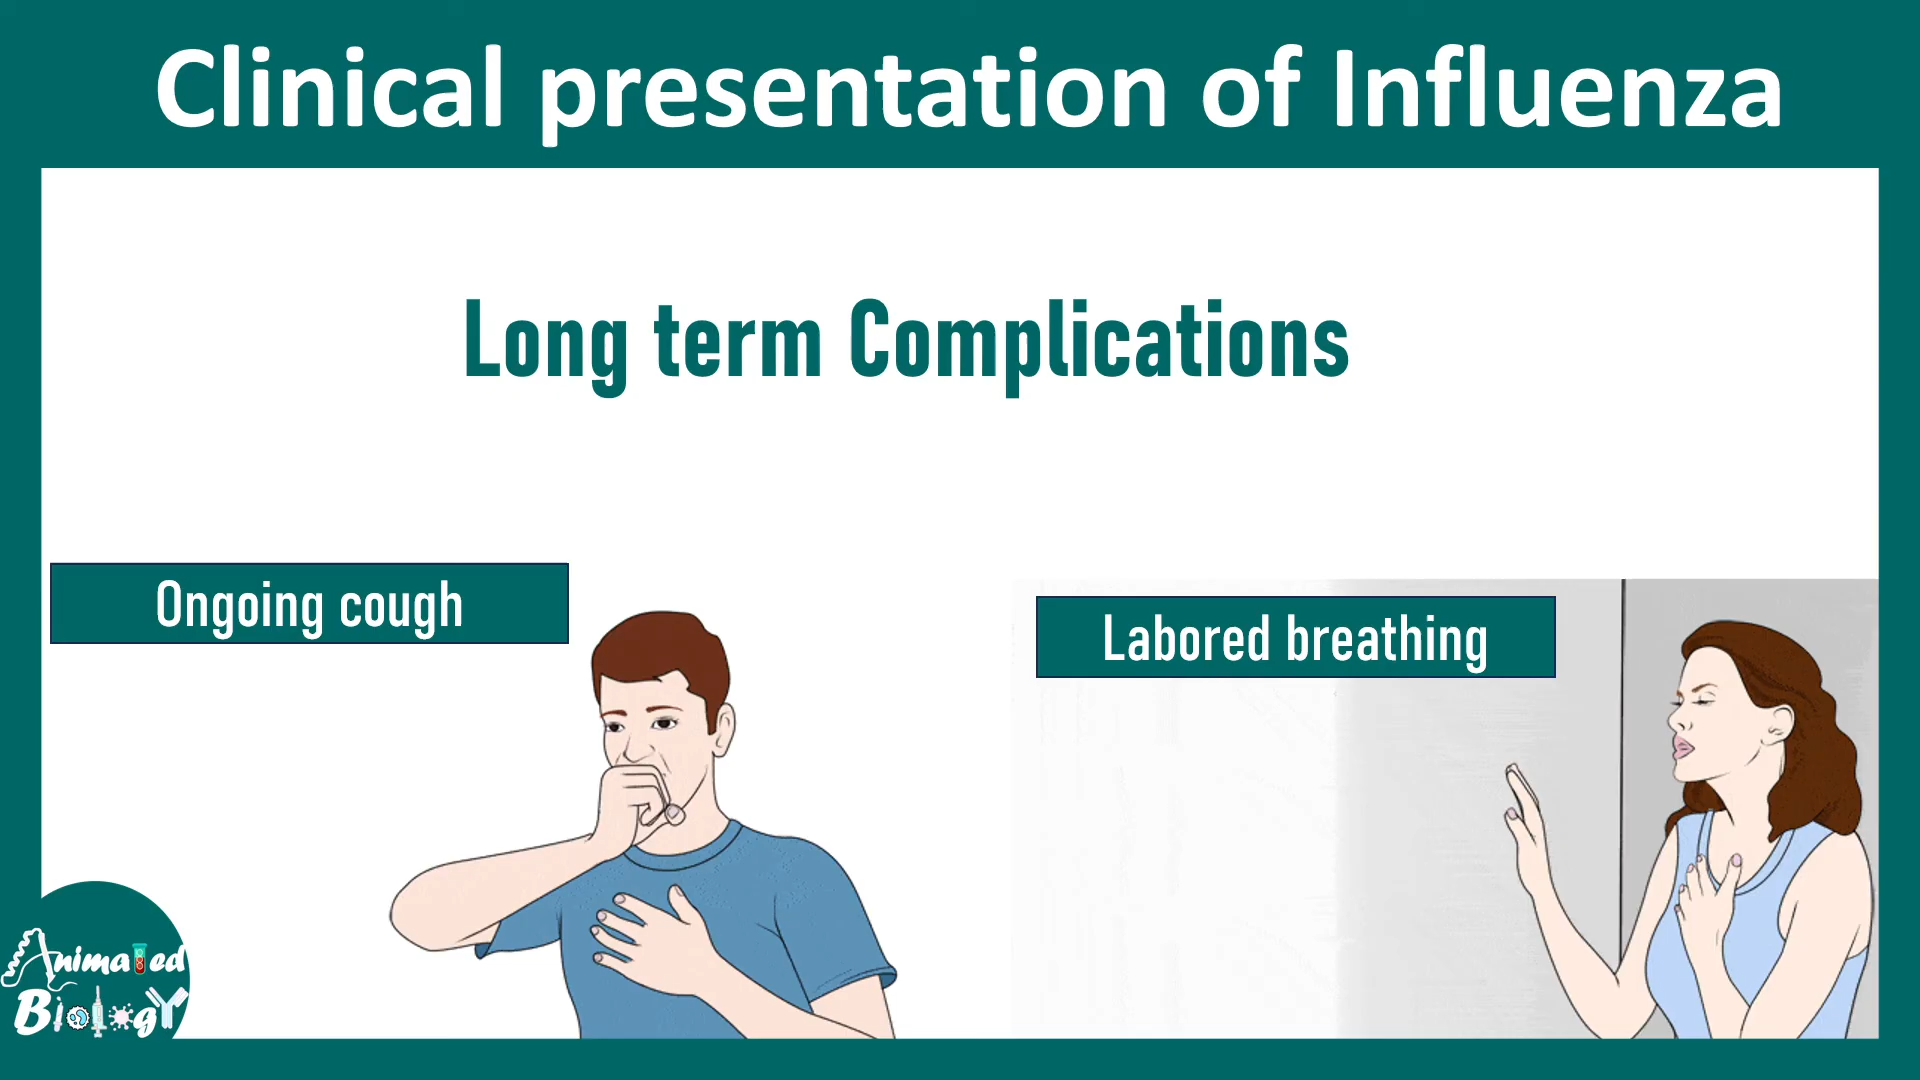 Clinical presentation of Influenza
Long term Complications
Ongoing cough
Labored breathing
Animated
Biology